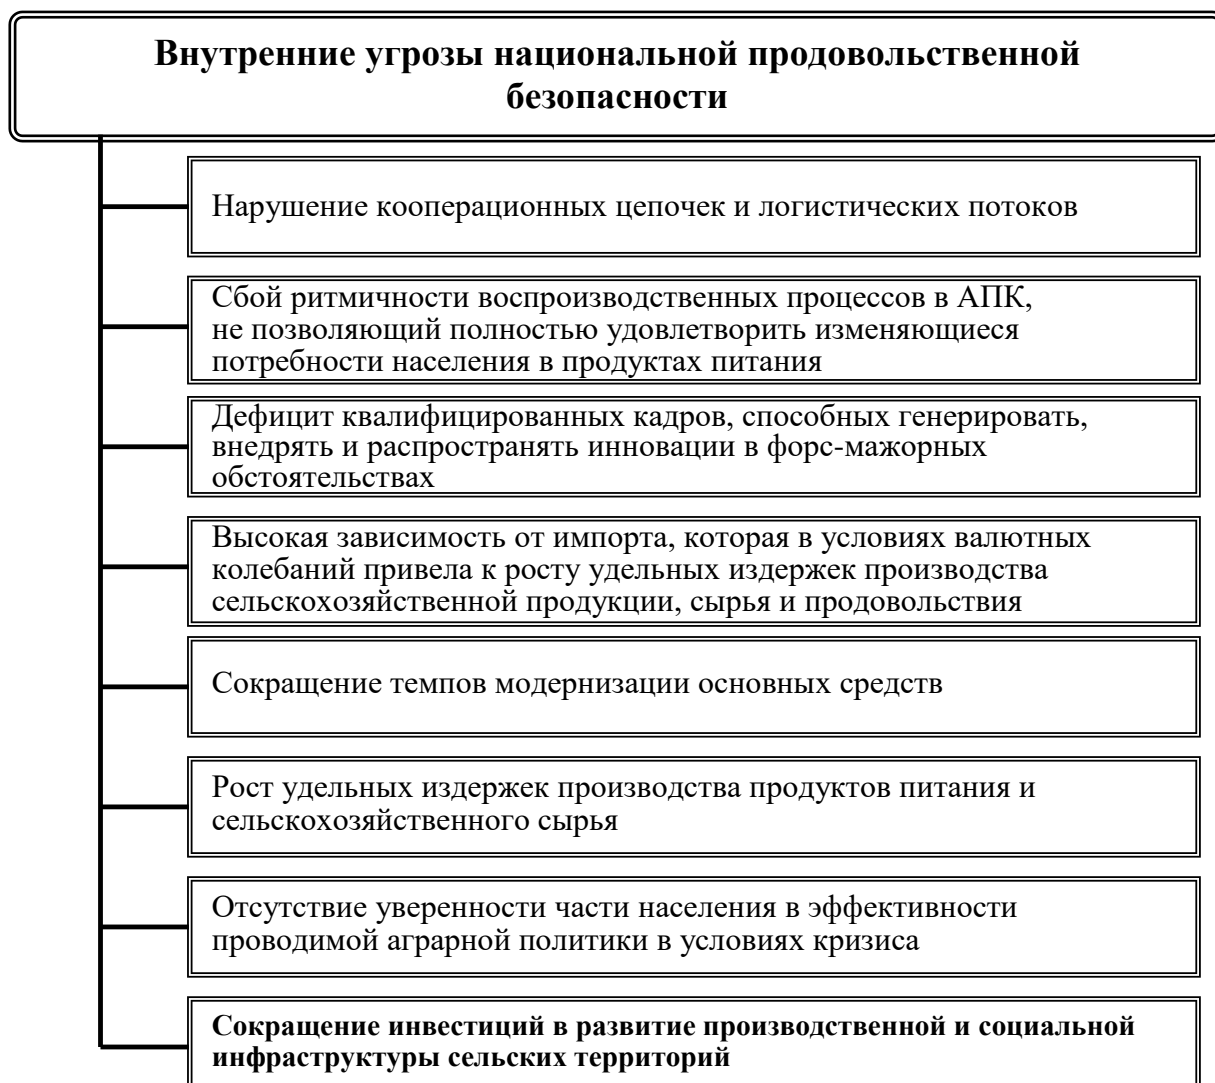 Внутренние угрозы национальной продовольственной
безопасности
Нарушение кооперационных цепочек и логистических потоков
Сбой ритмичности воспроизводственных процессов в АПК,
не позволяющий полностью удовлетворить изменяющиеся
потребности населения в продуктах питания
Дефицит квалифицированных кадров, способных генерировать,
внедрять и распространять инновации в форс-мажорных
обстоятельствах
Высокая зависимость от импорта, которая в условиях валютных
колебаний привела к росту удельных издержек производства
сельскохозяйственной продукции, сырья и продовольствия
Сокращение темпов модернизации основных средств
Рост удельных издержек производства продуктов питания и
сельскохозяйственного сырья
Отсутствие уверенности части населения в эффективности
проводимой аграрной политики в условиях кризиса
Сокращение инвестиций в развитие производственной и социальной
инфраструктуры сельских территорий